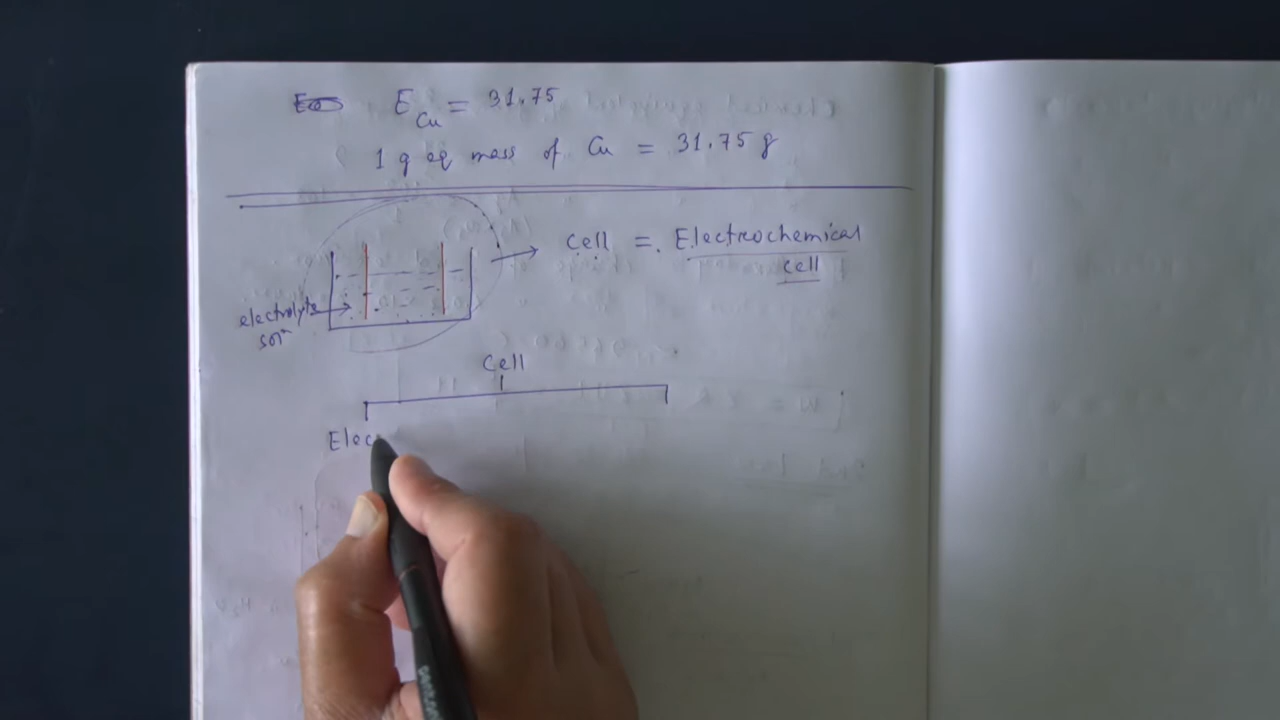 E_Cu = 31.75
1 g eq mass of Cu = 31.75 g
cell = Electrochemical
cell
electrolyte
solⁿ
Cell
Elec